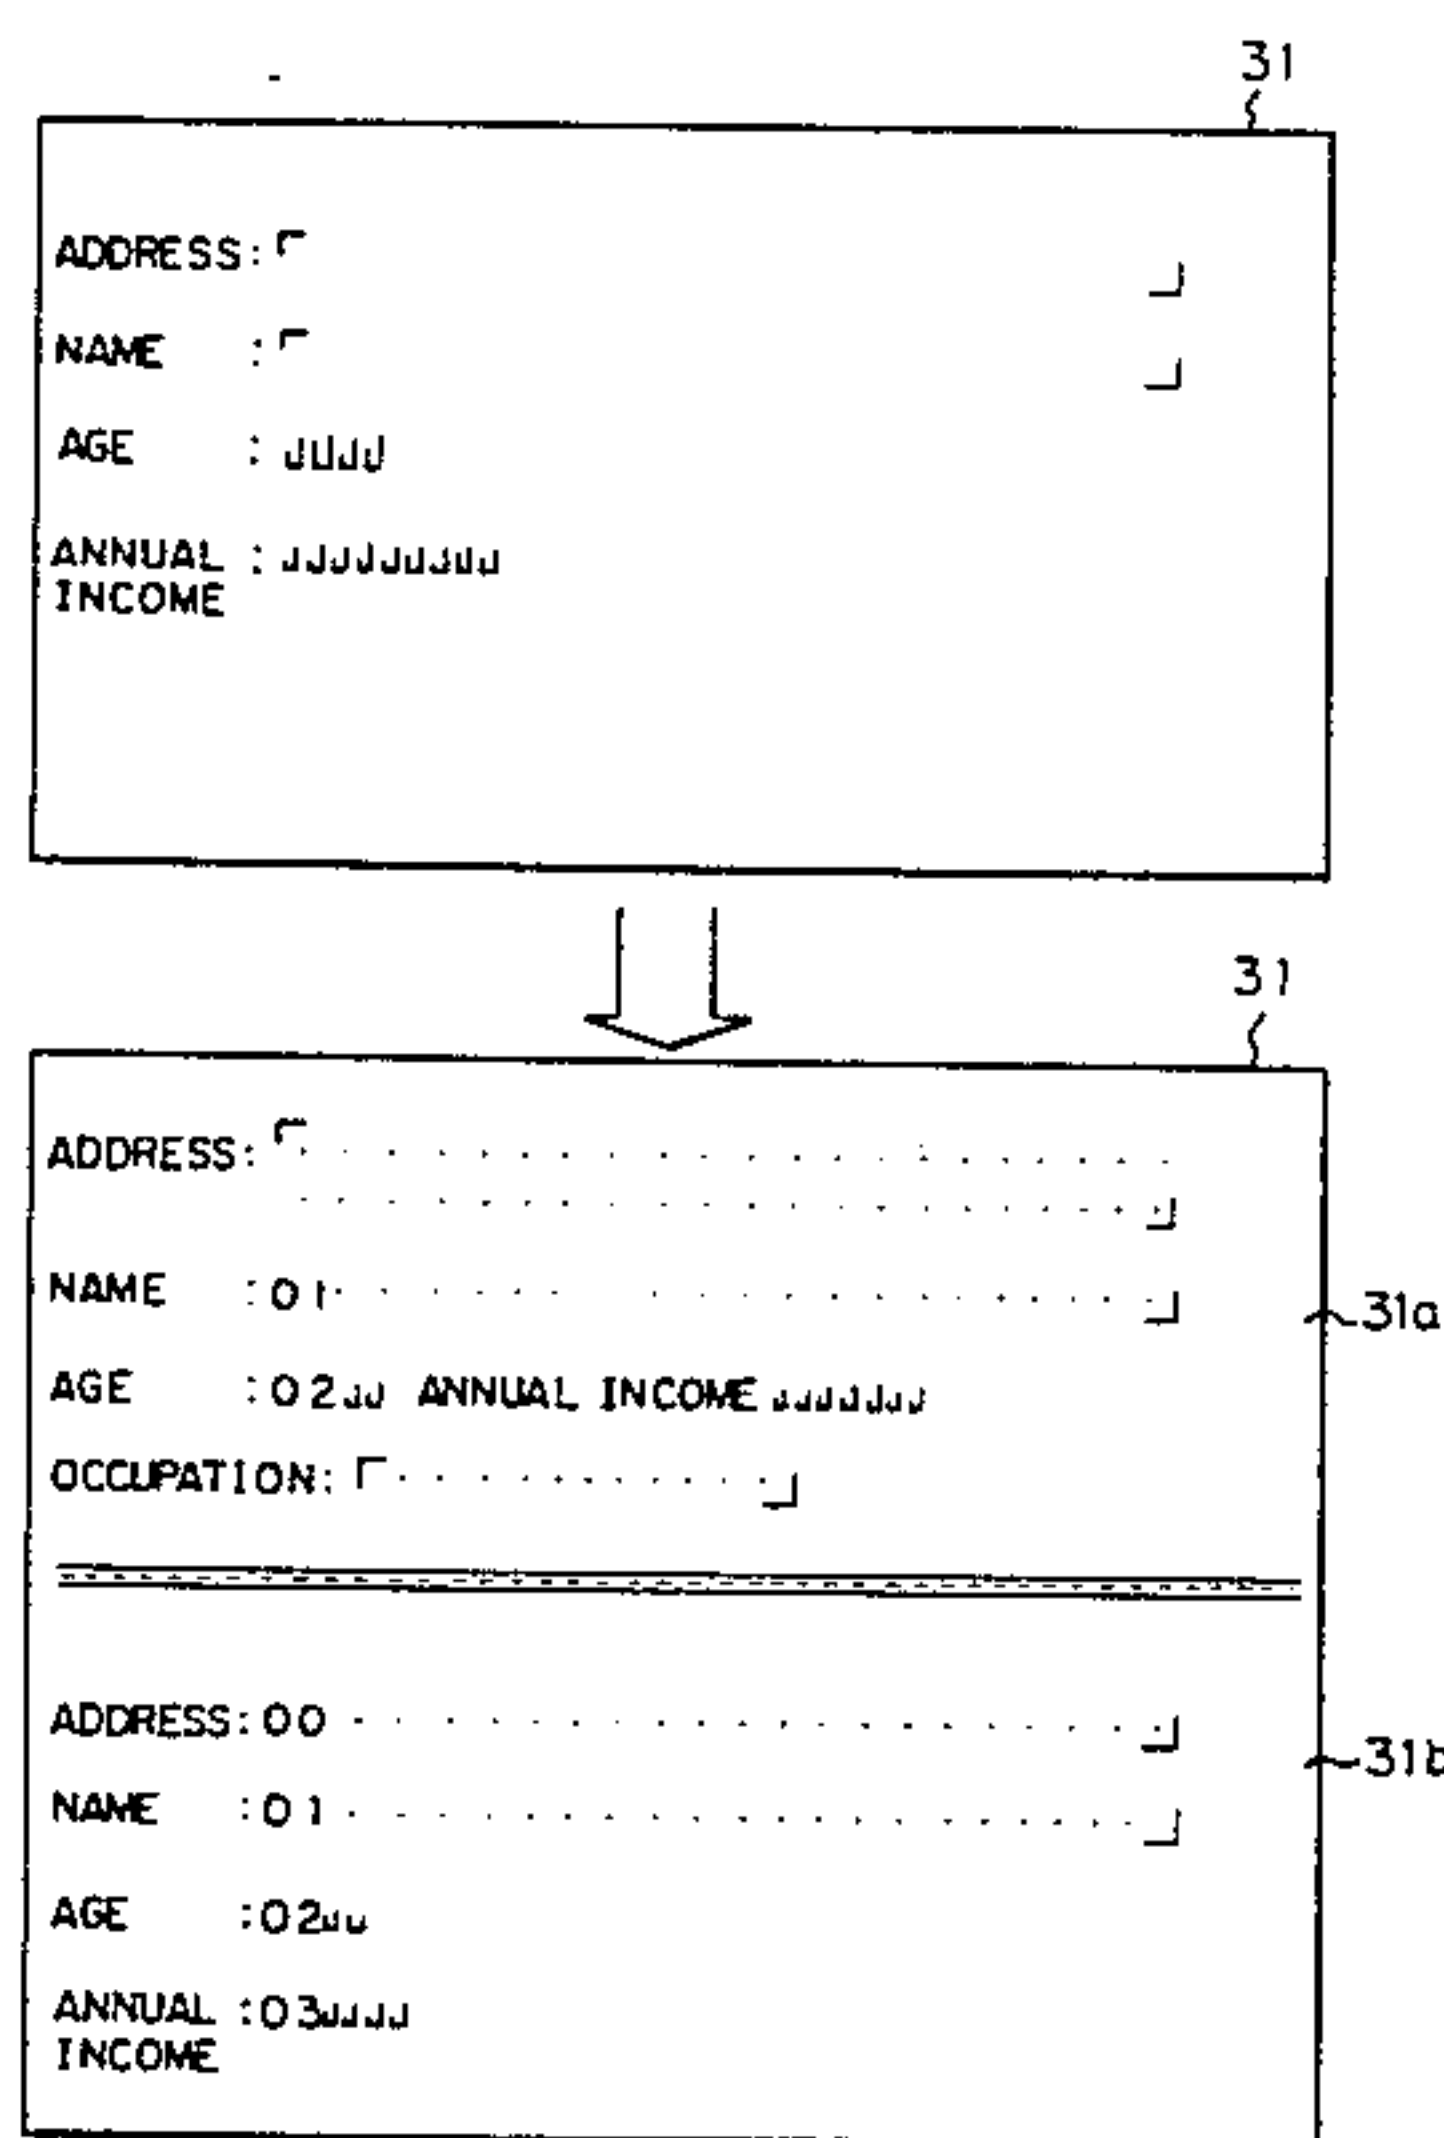 31
ADDRESS:
NAME :
AGE :
ANNUAL :
INCOME
31
ADDRESS:
NAME :01
31a
AGE :02 ANNUAL INCOME
OCCUPATION:
ADDRESS:00
31b
NAME :01
AGE :02
ANNUAL :03
INCOME